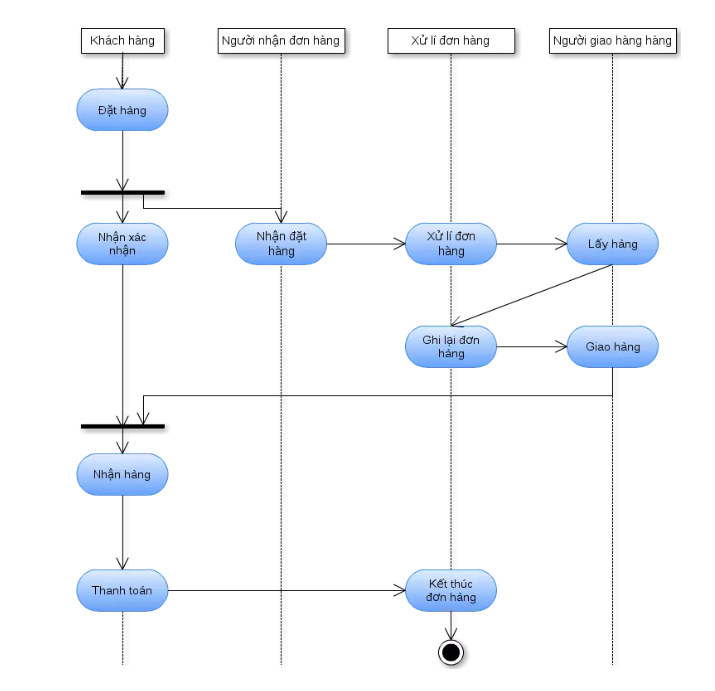 Khách hàng
Người nhận đơn hàng
Xử lí đơn hàng
Người giao hàng hàng
Đặt hàng
Nhận xác
nhận
Nhận đặt
hàng
Xử lí đơn
hàng
Lấy hàng
Ghi lại đơn
hàng
Giao hàng
Nhận hàng
Thanh toán
Kết thúc
đơn hàng